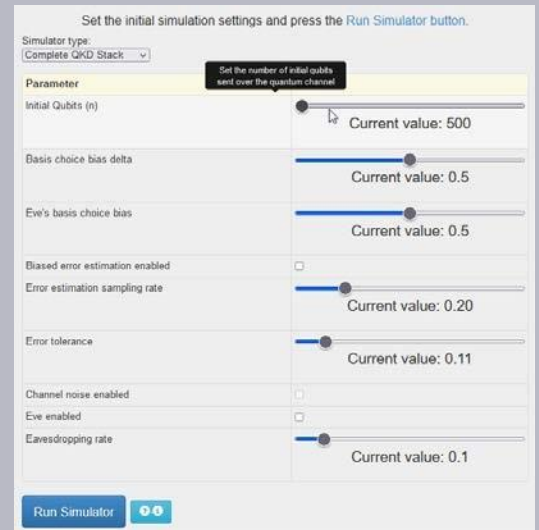 Set the initial simulation settings and press the Run Simulator button.
Simulator type:
Complete QKD Stack
Set the number of initial qubits
sent over the quantum channel
Parameter
Initial Qubits (n)
Current value: 500
Basis choice bias delta
Current value: 0.5
Eve's basis choice bias
Current value: 0.5
Biased error estimation enabled
Error estimation sampling rate
Current value: 0.20
Error tolerance
Current value: 0.11
Channel noise enabled
Eve enabled
Eavesdropping rate
Current value: 0.1
Run Simulator